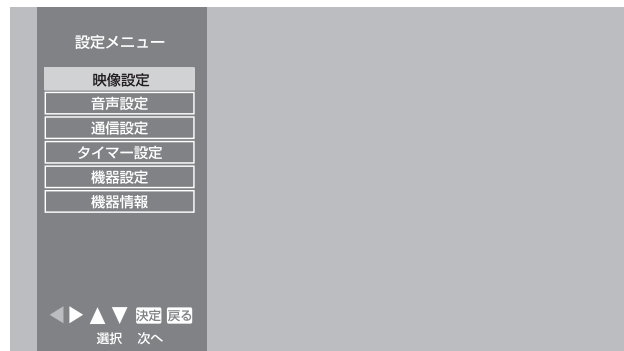 設定メニュー
映像設定
音声設定
通信設定
タイマー設定
機器設定
機器情報
決定 戻る
選択 次へ